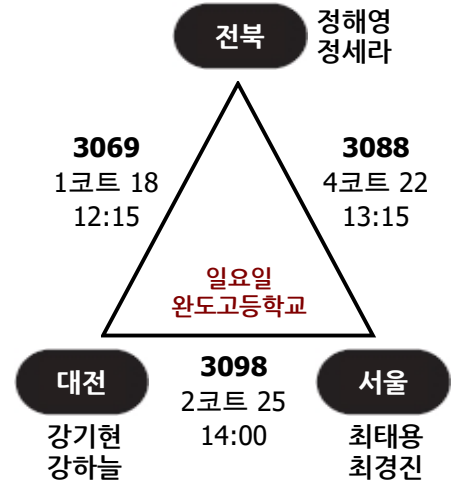 전북
정해영
정세라
3069
1코트 18
12:15
3088
4코트 22
13:15
일요일
완도고등학교
대전
강기현
강하늘
3098
2코트 25
14:00
서울
최태용
최경진